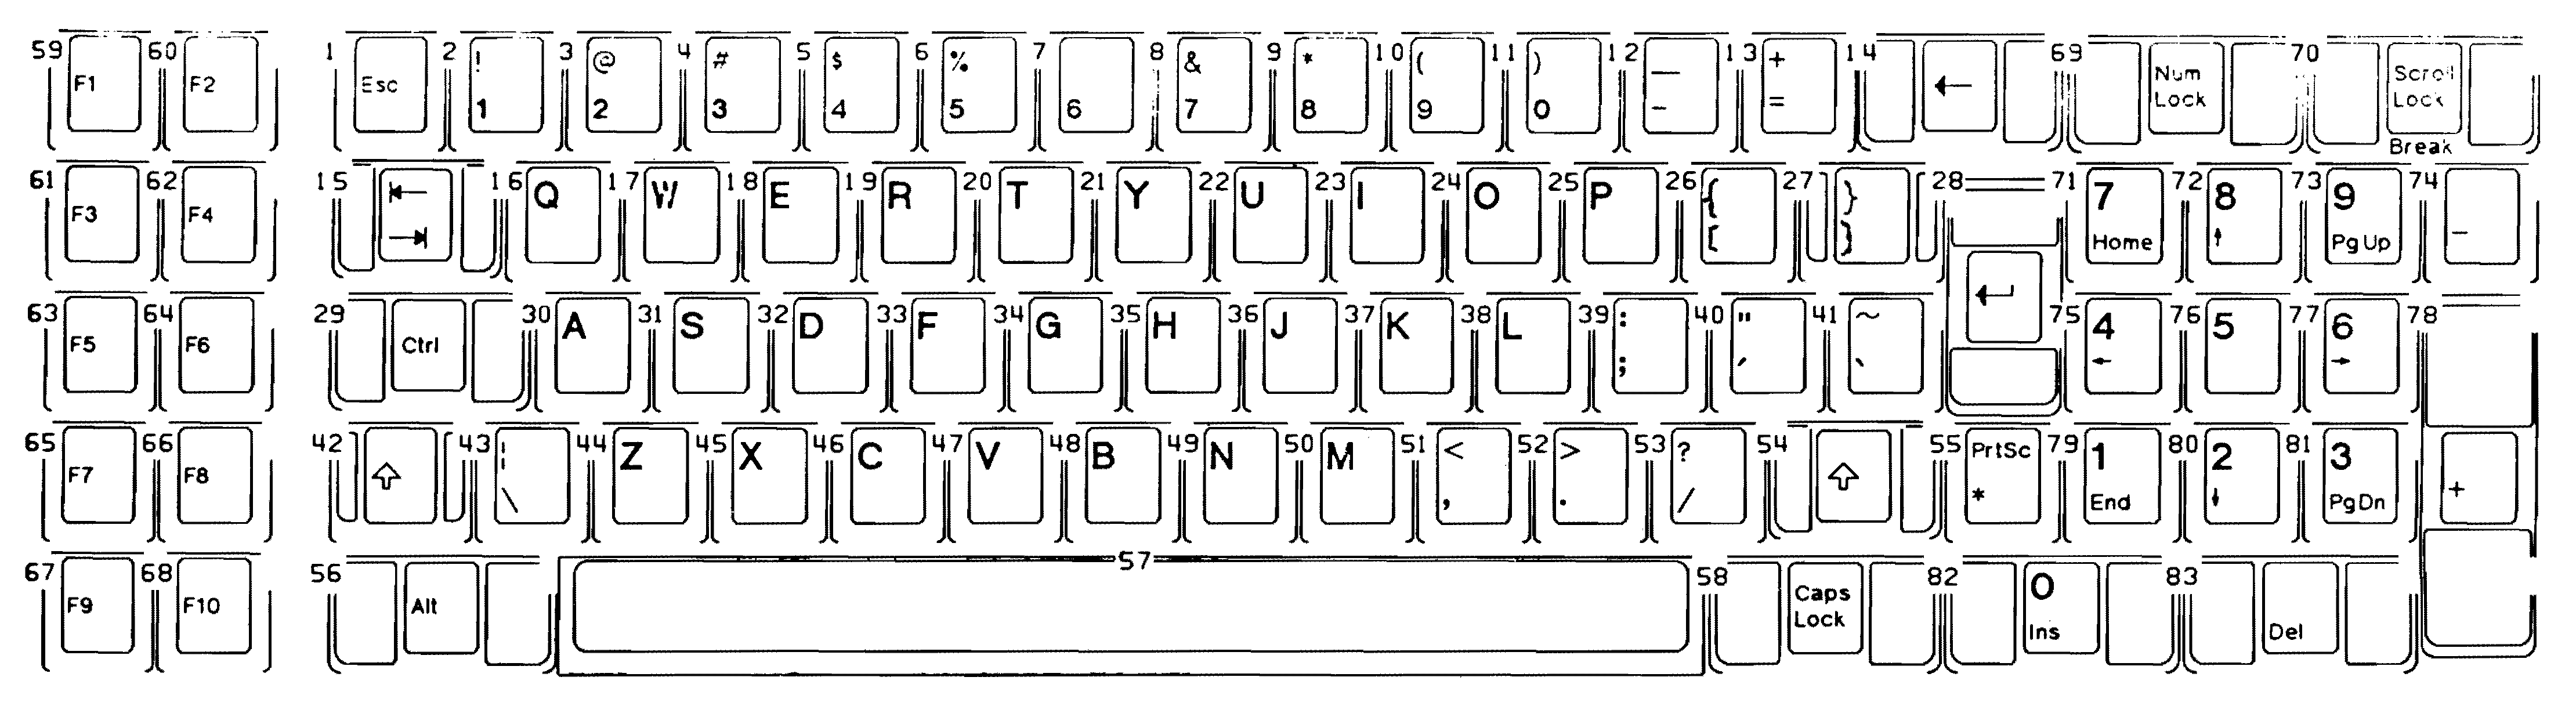 59 60 1 2 ! 3 @ 4 # 5 $ 6 % 7 8 & 9 * 10 ( 11 ) 12 — 13 + 14 69 70
F1 F2 Esc ← Num Scroll
Lock Lock
1 2 3 4 5 6 7 8 9 0 - =
Break
61 62 15 16 Q 17 W 18 E 19 R 20 T 21 Y 22 U 23 I 24 O 25 P 26 { 27 } 28 71 7 72 8 73 9 74
F3 F4 [ } Home ↑ PgUp -
63 64 29 30 A 31 S 32 D 33 F 34 G 35 H 36 J 37 K 38 L 39 : 40 " 41 ~ 75 4 76 5 77 6 78
F5 F6 Ctrl ; ' ` ← →
65 66 42 43 ¦ 44 Z 45 X 46 C 47 V 48 B 49 N 50 M 51 < 52 > 53 ? 54 55 PrtSc 79 1 80 2 81 3
F7 F8 ⇧ \ , . / ⇧ * End ↓ PgDn +
67 68 56 57 58 82 0 83
F9 F10 Alt Caps
Lock Ins Del